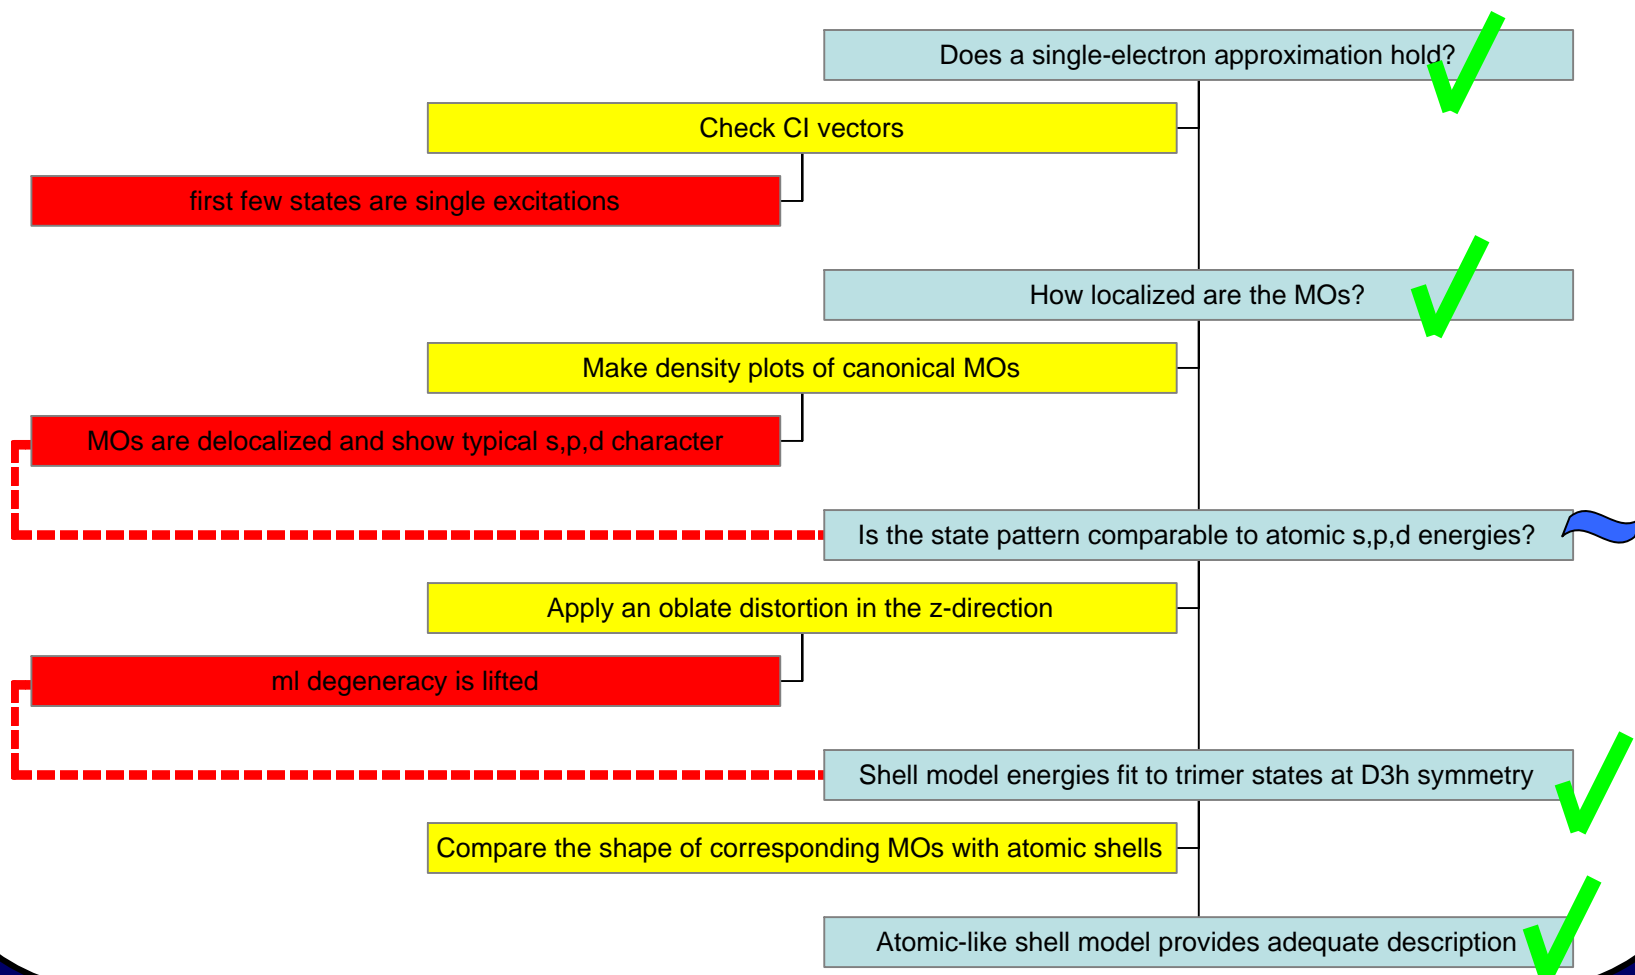 Does a single-electron approximation hold?
Check CI vectors
first few states are single excitations
How localized are the MOs?
Make density plots of canonical MOs
MOs are delocalized and show typical s,p,d character
Is the state pattern comparable to atomic s,p,d energies?
Apply an oblate distortion in the z-direction
ml degeneracy is lifted
Shell model energies fit to trimer states at D3h symmetry
Compare the shape of corresponding MOs with atomic shells
Atomic-like shell model provides adequate description